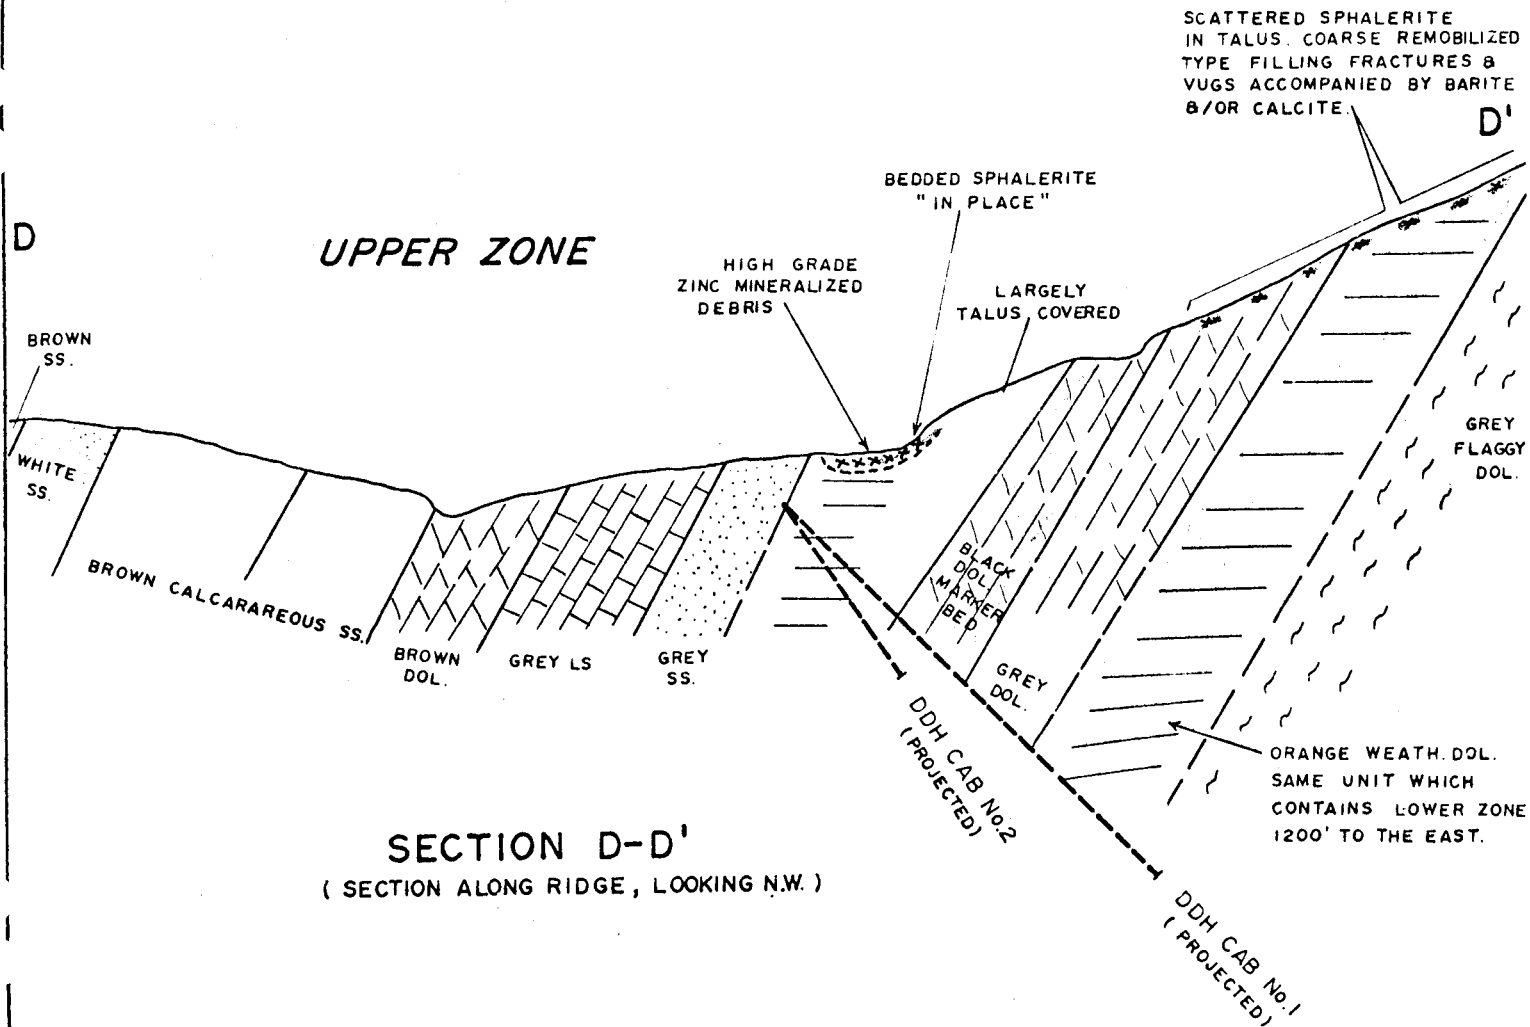 SCATTERED SPHALERITE
IN TALUS. COARSE REMOBILIZED
TYPE FILLING FRACTURES &
VUGS ACCOMPANIED BY BARITE
&/OR CALCITE.
D'
BEDDED SPHALERITE
"IN PLACE"
D
UPPER ZONE
HIGH GRADE
ZINC MINERALIZED
DEBRIS
LARGELY
TALUS COVERED
BROWN
SS.
WHITE
SS.
GREY
FLAGGY
DOL.
BROWN CALCARAREOUS SS.
BROWN
DOL.
GREY LS
GREY
SS.
BLACK
DOL.
MARKER
BED
GREY
DOL.
DDH CAB No.2
(PROJECTED)
ORANGE WEATH. DOL.
SAME UNIT WHICH
CONTAINS LOWER ZONE
1200' TO THE EAST.
SECTION D-D'
(SECTION ALONG RIDGE, LOOKING N.W.)
DDH CAB No.1
(PROJECTED)